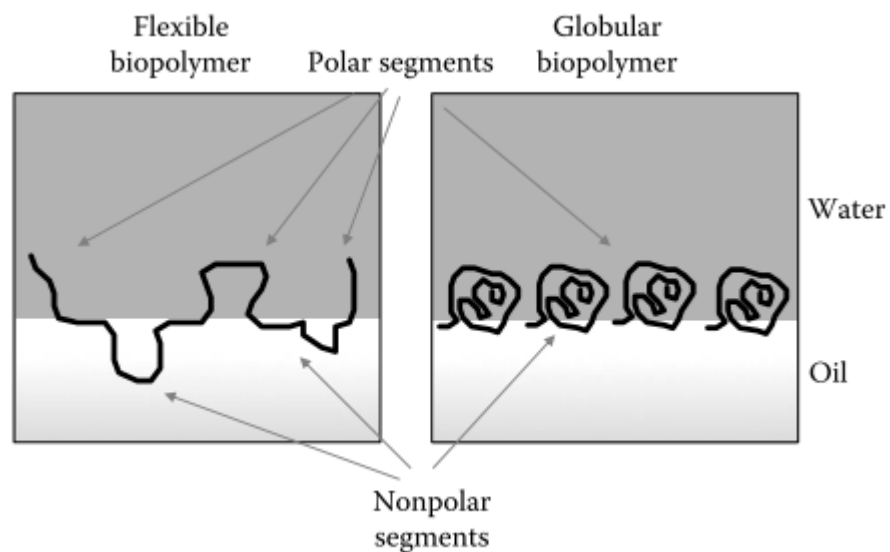 Flexible
biopolymer
Polar segments
Globular
biopolymer
Water
Oil
Nonpolar
segments